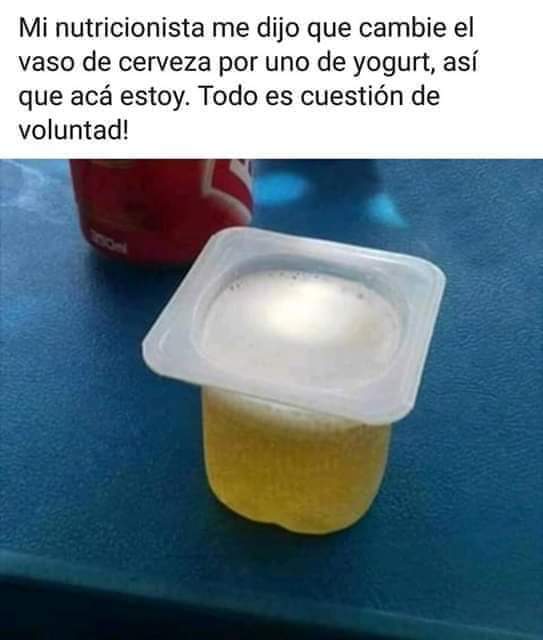 Mi nutricionista me dijo que cambie el
vaso de cerveza por uno de yogurt, así
que acá estoy. Todo es cuestión de
voluntad!